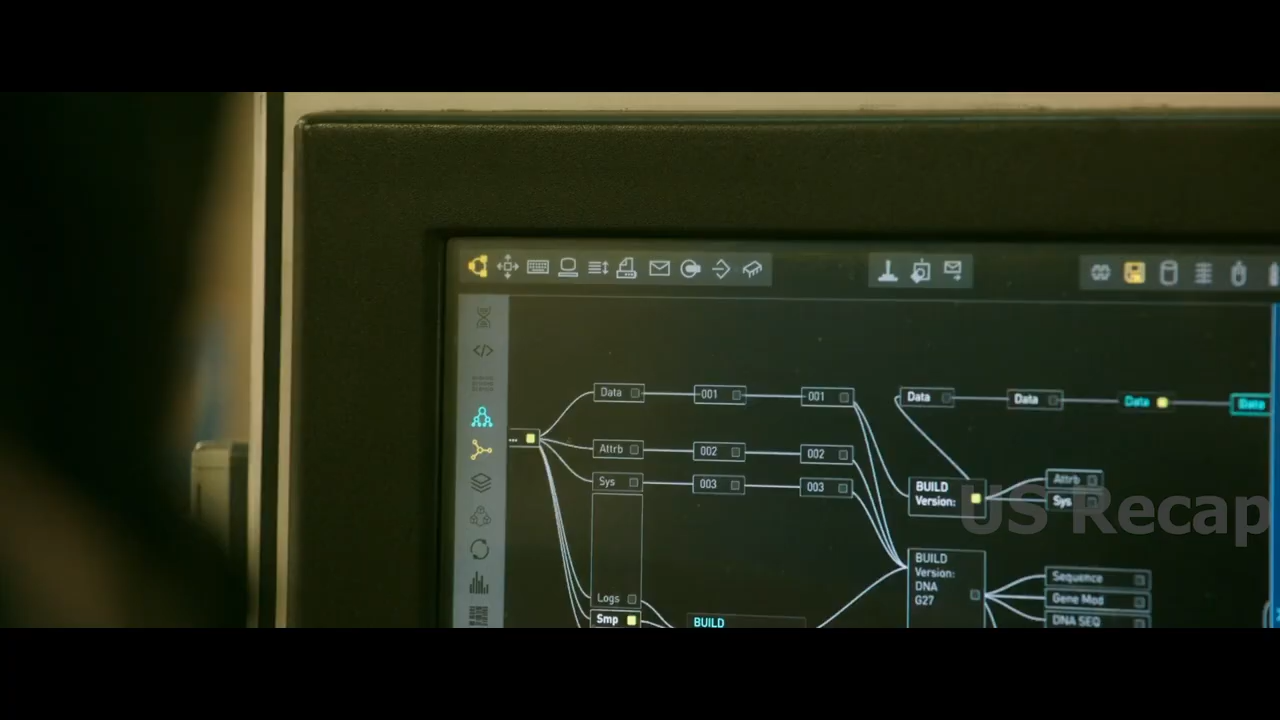 Data
001
001
Data
Data
Data
Data
...
Attrb
002
002
Sys
003
003
BUILD
Version:
Attrb
Sys
US Recap
BUILD
Version:
DNA
G27
Sequence
Gene Mod
DNA SEQ
Logs
Smp
BUILD